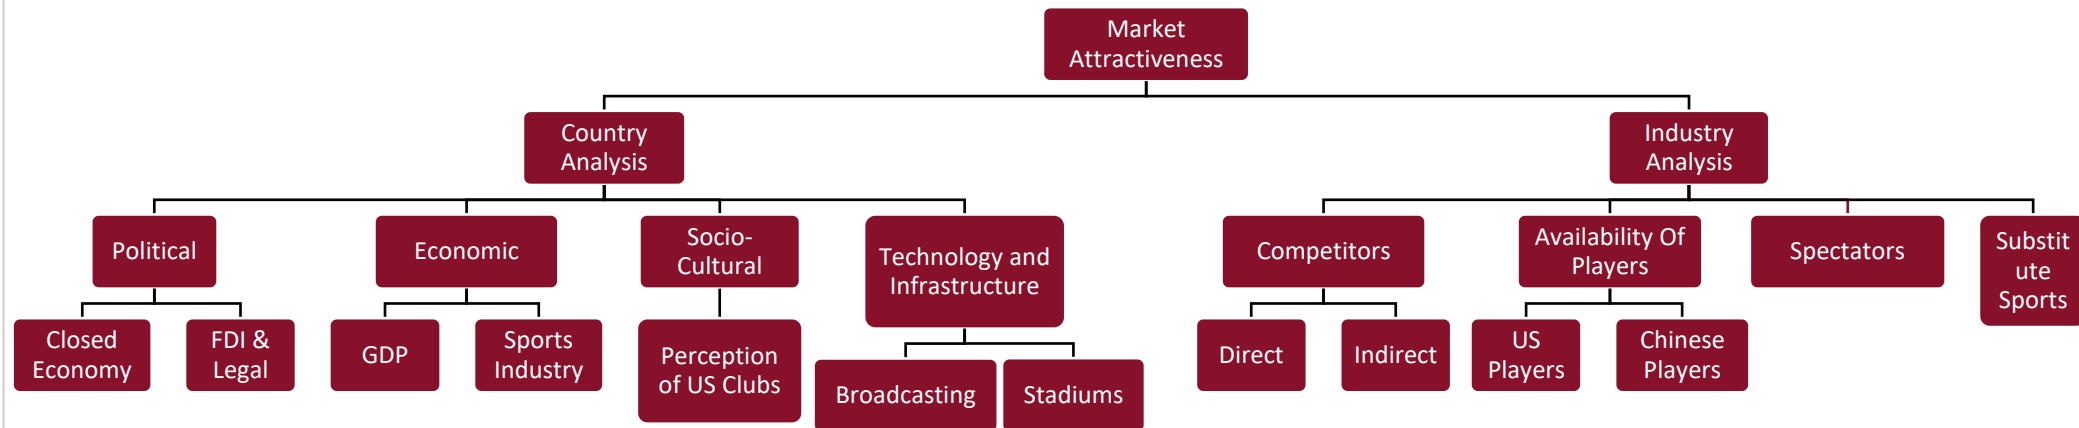 Market
Attractiveness
Country
Analysis
Industry
Analysis
Political
Economic
Socio-
Cultural
Technology and
Infrastructure
Competitors
Availability Of
Players
Spectators
Substit
ute
Sports
Closed
Economy
FDI &
Legal
GDP
Sports
Industry
Perception
of US Clubs
Broadcasting
Stadiums
Direct
Indirect
US
Players
Chinese
Players